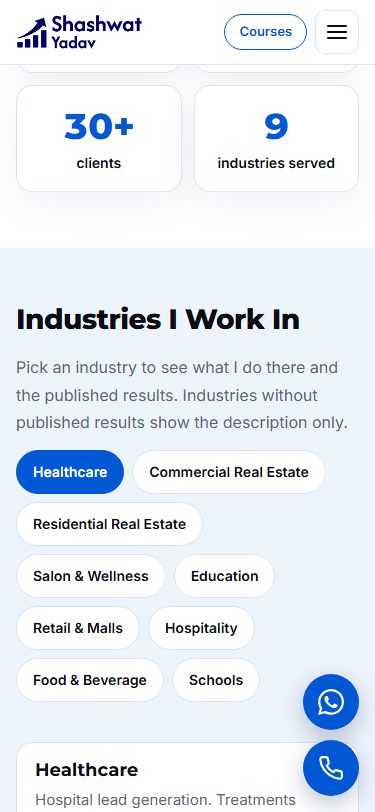 Shashwat
Yadav
Courses
30+
clients
9
industries served
Industries I Work In
Pick an industry to see what I do there and
the published results. Industries without
published results show the description only.
Healthcare
Commercial Real Estate
Residential Real Estate
Salon & Wellness
Education
Retail & Malls
Hospitality
Food & Beverage
Schools
Healthcare
Hospital lead generation. Treatments